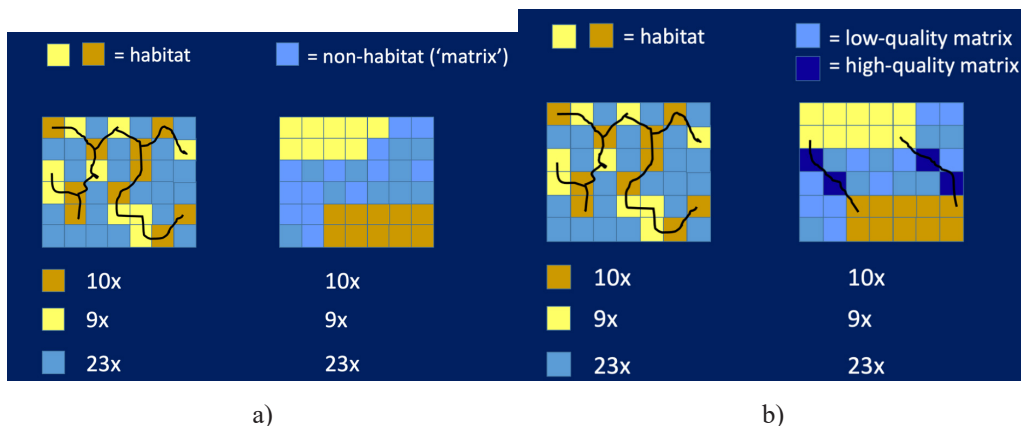 = habitat
= non-habitat (‘matrix’)
10x
10x
9x
9x
23x
23x
a)
= habitat
= low-quality matrix
= high-quality matrix
10x
10x
9x
9x
23x
23x
b)